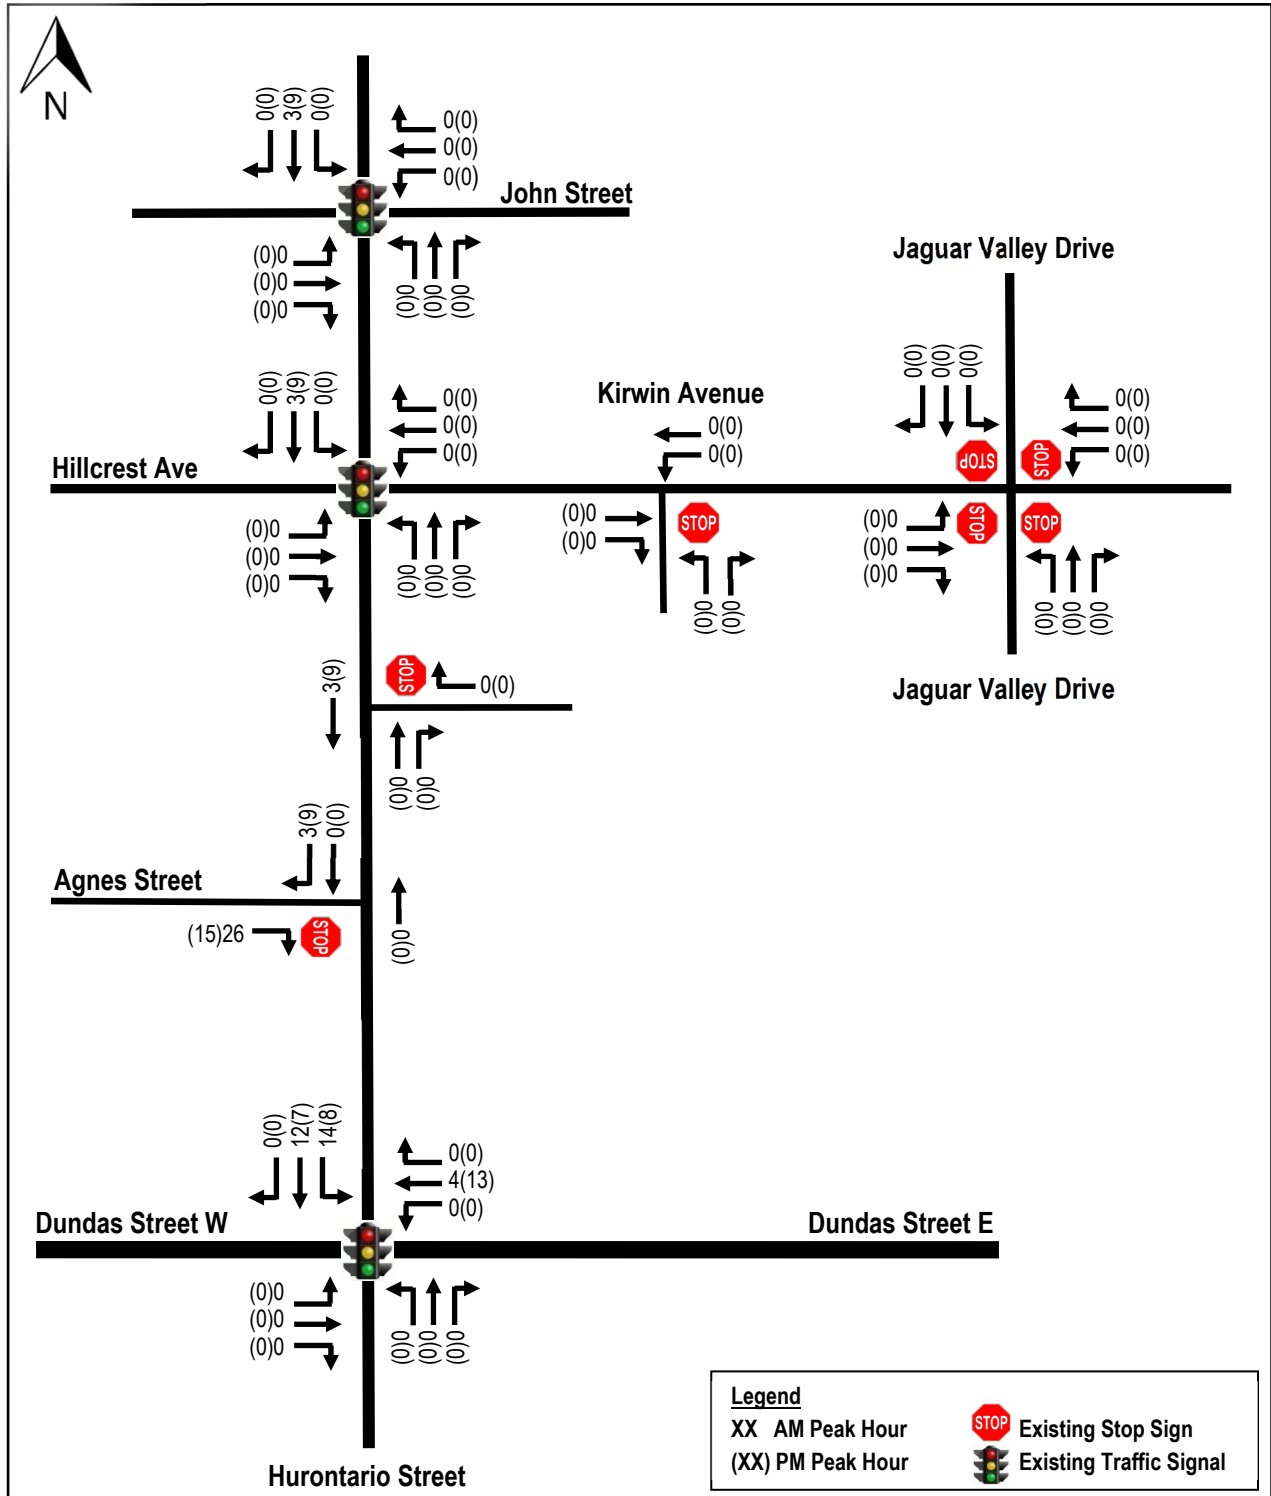 N
0(0)
3(9)
0(0)
0(0)
0(0)
0(0)
John Street
(0)0
(0)0
(0)0
(0)0
(0)0
(0)0
Jaguar Valley Drive
0(0)
3(9)
0(0)
0(0)
0(0)
0(0)
Kirwin Avenue
0(0)
0(0)
0(0)
0(0)
0(0)
0(0)
0(0)
0(0)
Hillcrest Ave
STOP
STOP
(0)0
(0)0
(0)0
(0)0
(0)0
(0)0
(0)0
(0)0
STOP
(0)0
(0)0
(0)0
(0)0
(0)0
STOP
STOP
(0)0
(0)0
(0)0
3(9)
STOP
0(0)
Jaguar Valley Drive
(0)0
(0)0
3(9)
0(0)
Agnes Street
(15)26
STOP
(0)0
0(0)
12(7)
14(8)
0(0)
4(13)
0(0)
Dundas Street W
Dundas Street E
(0)0
(0)0
(0)0
(0)0
(0)0
(0)0
Hurontario Street
Legend
XX AM Peak Hour
(XX) PM Peak Hour
STOP Existing Stop Sign
Existing Traffic Signal